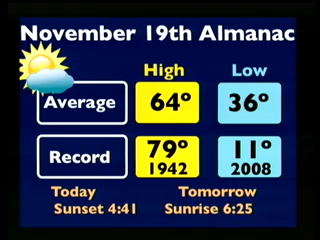 November 19th Almanac
High Low
Average 64° 36°
Record 79° 11°
1942 2008
Today Tomorrow
Sunset 4:41 Sunrise 6:25